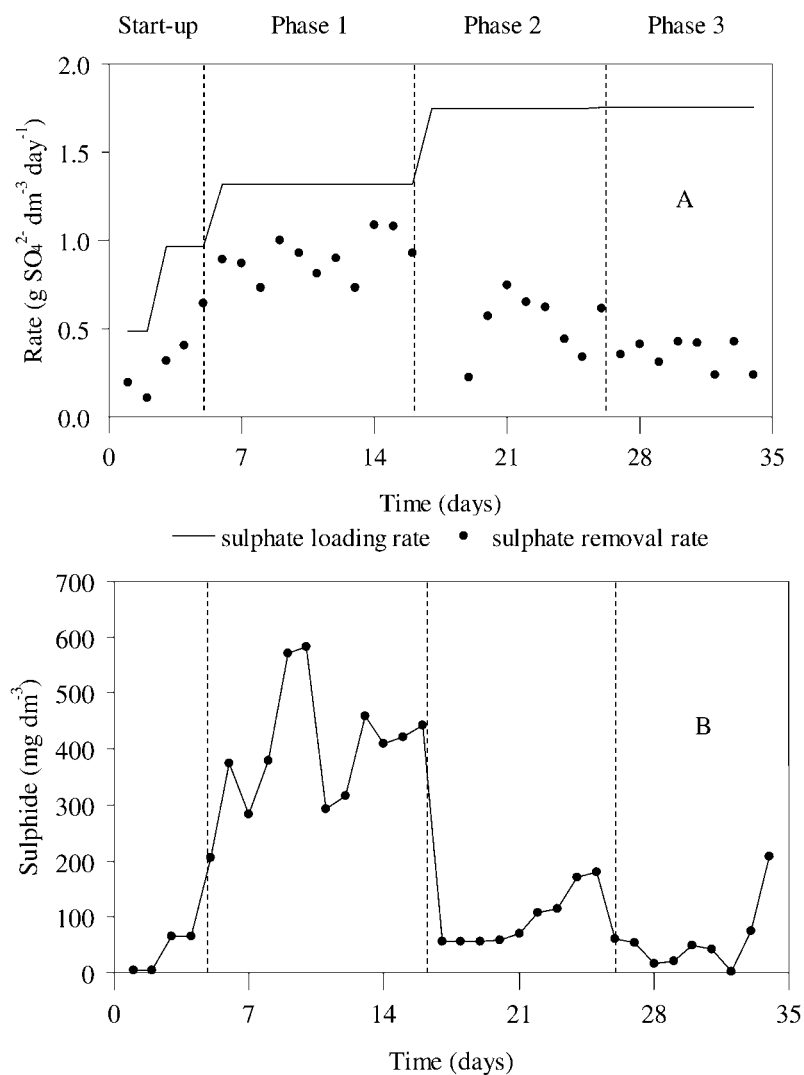 Start-up Phase 1 Phase 2 Phase 3
2.0
1.5
1.0
0.5
0.0
Rate (g SO₄²⁻ dm⁻³ day⁻¹)
A
0 7 14 21 28 35
Time (days)
sulphate loading rate sulphate removal rate
700
600
500
400
300
200
100
0
Sulphide (mg dm⁻³)
B
0 7 14 21 28 35
Time (days)